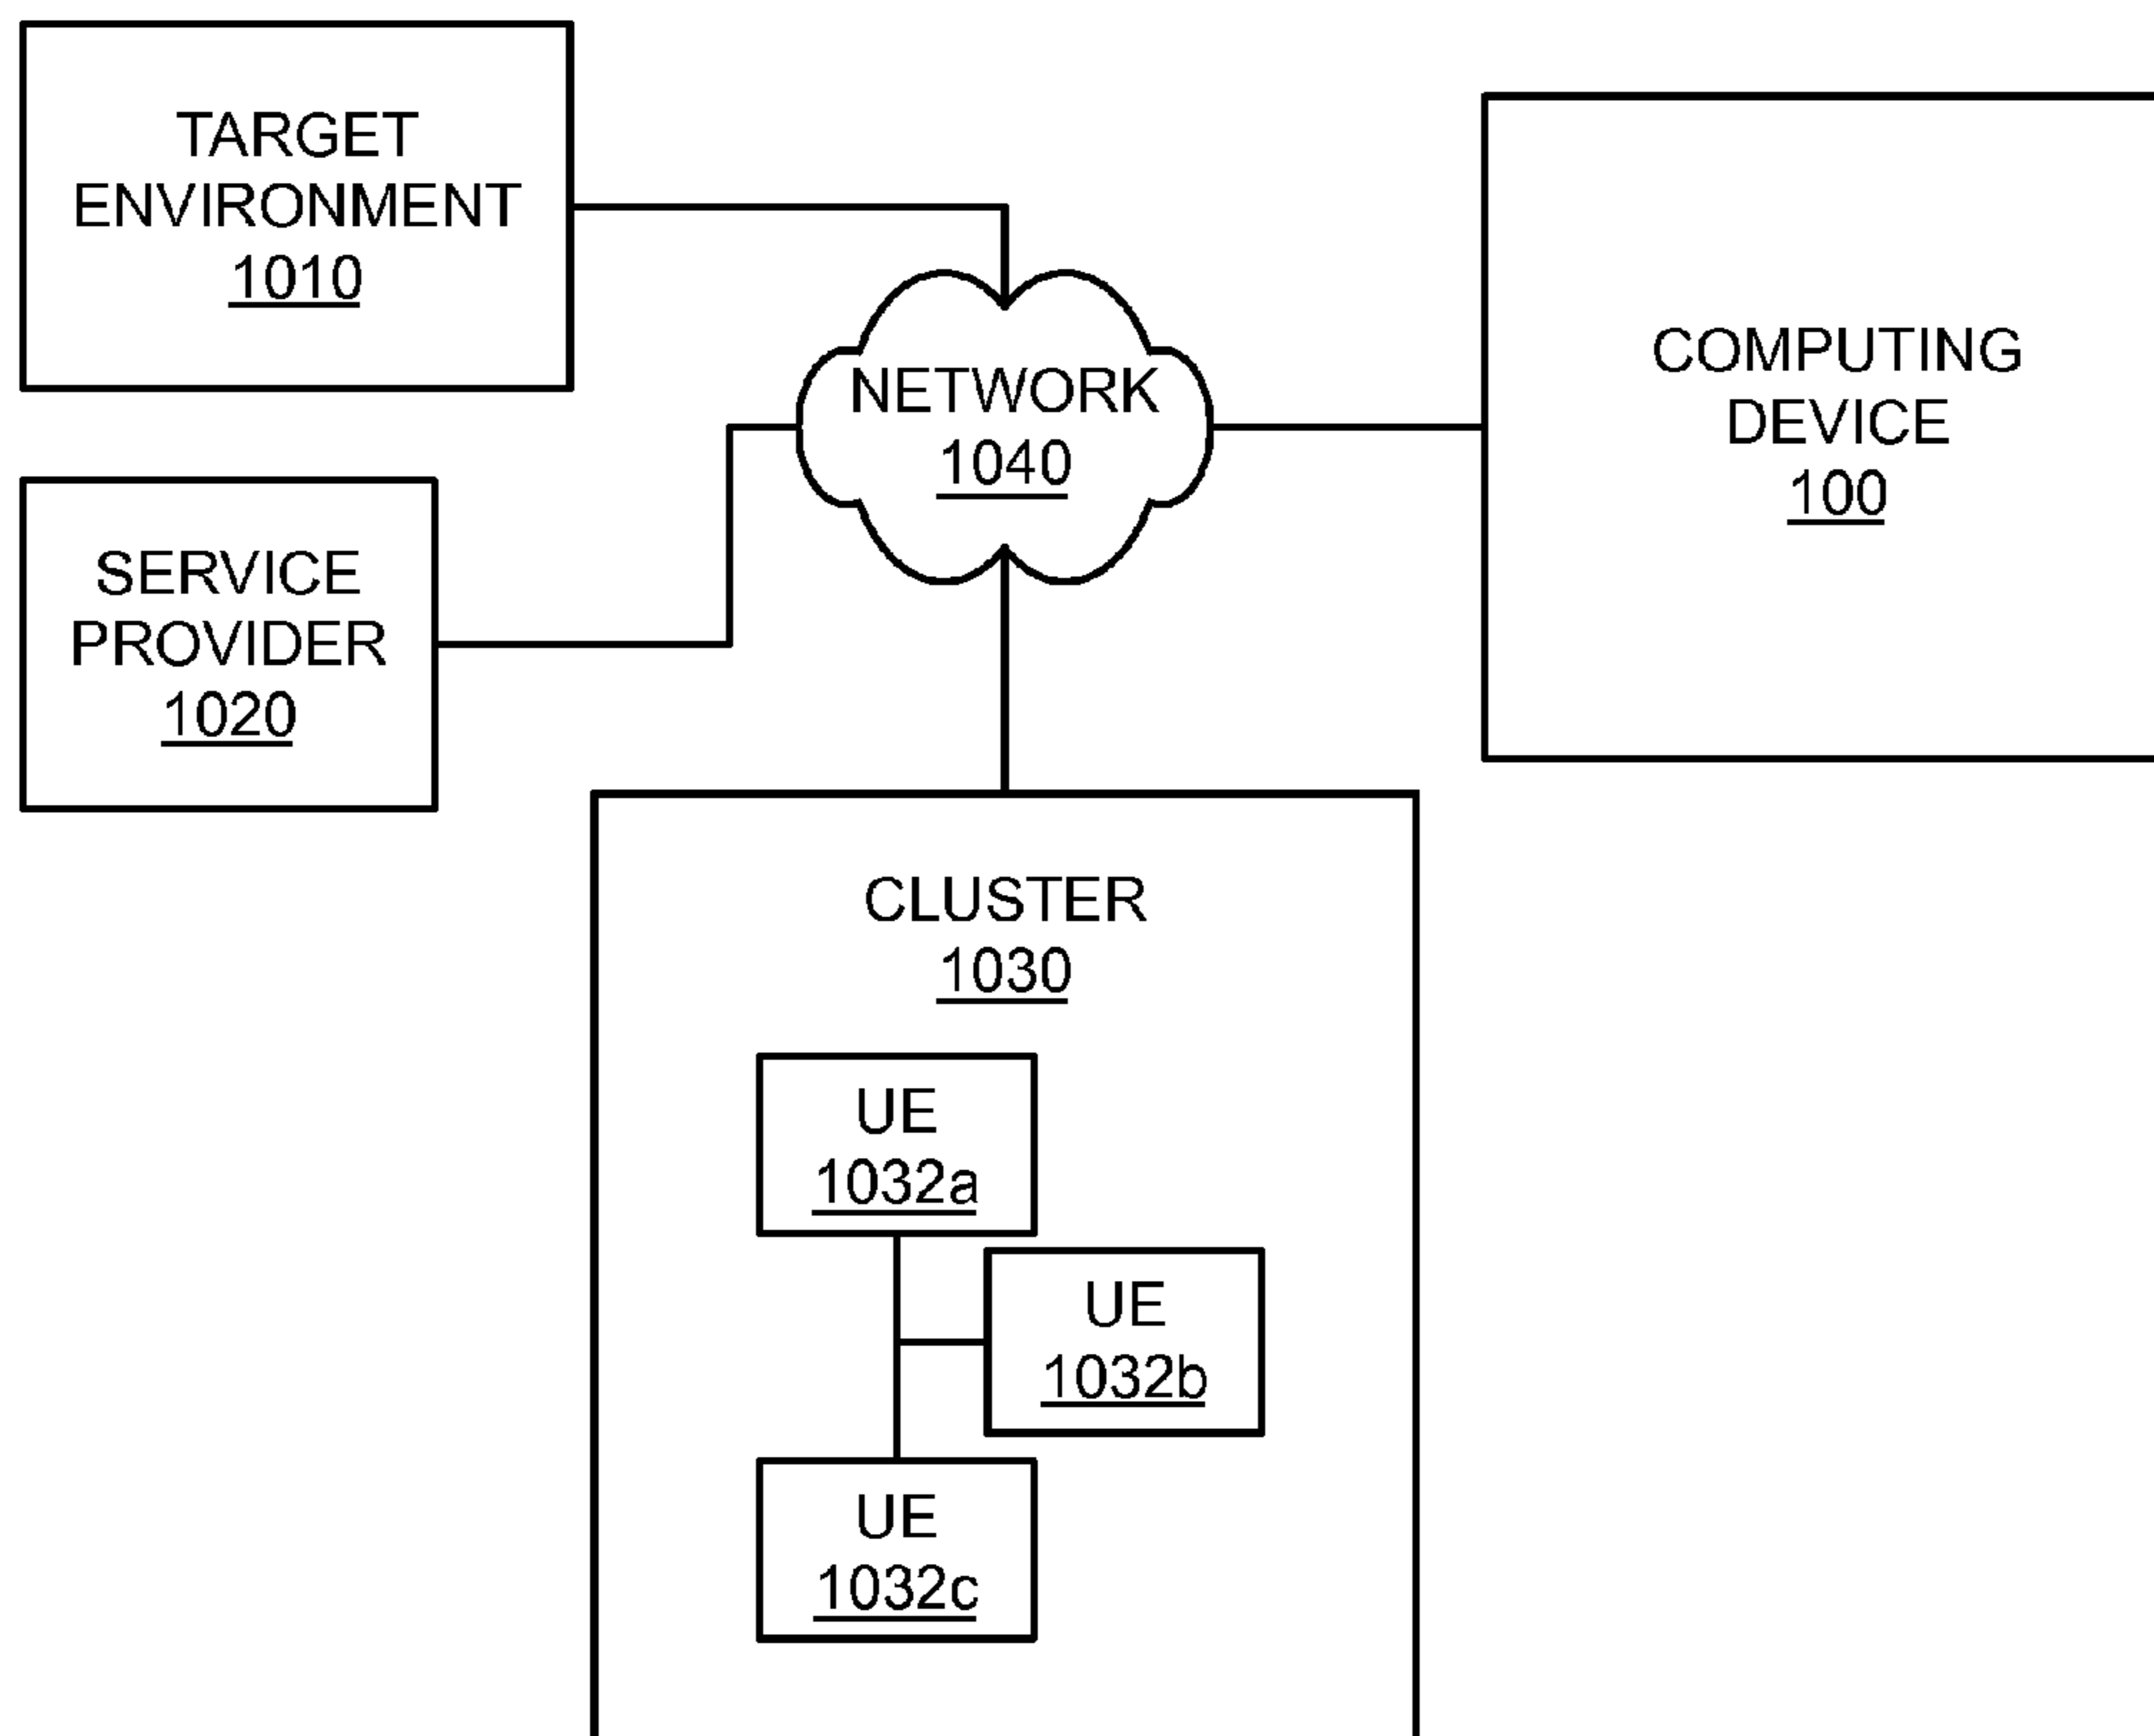 TARGET
ENVIRONMENT
1010
NETWORK
1040
COMPUTING
DEVICE
100
SERVICE
PROVIDER
1020
CLUSTER
1030
UE
1032a
UE
1032b
UE
1032c